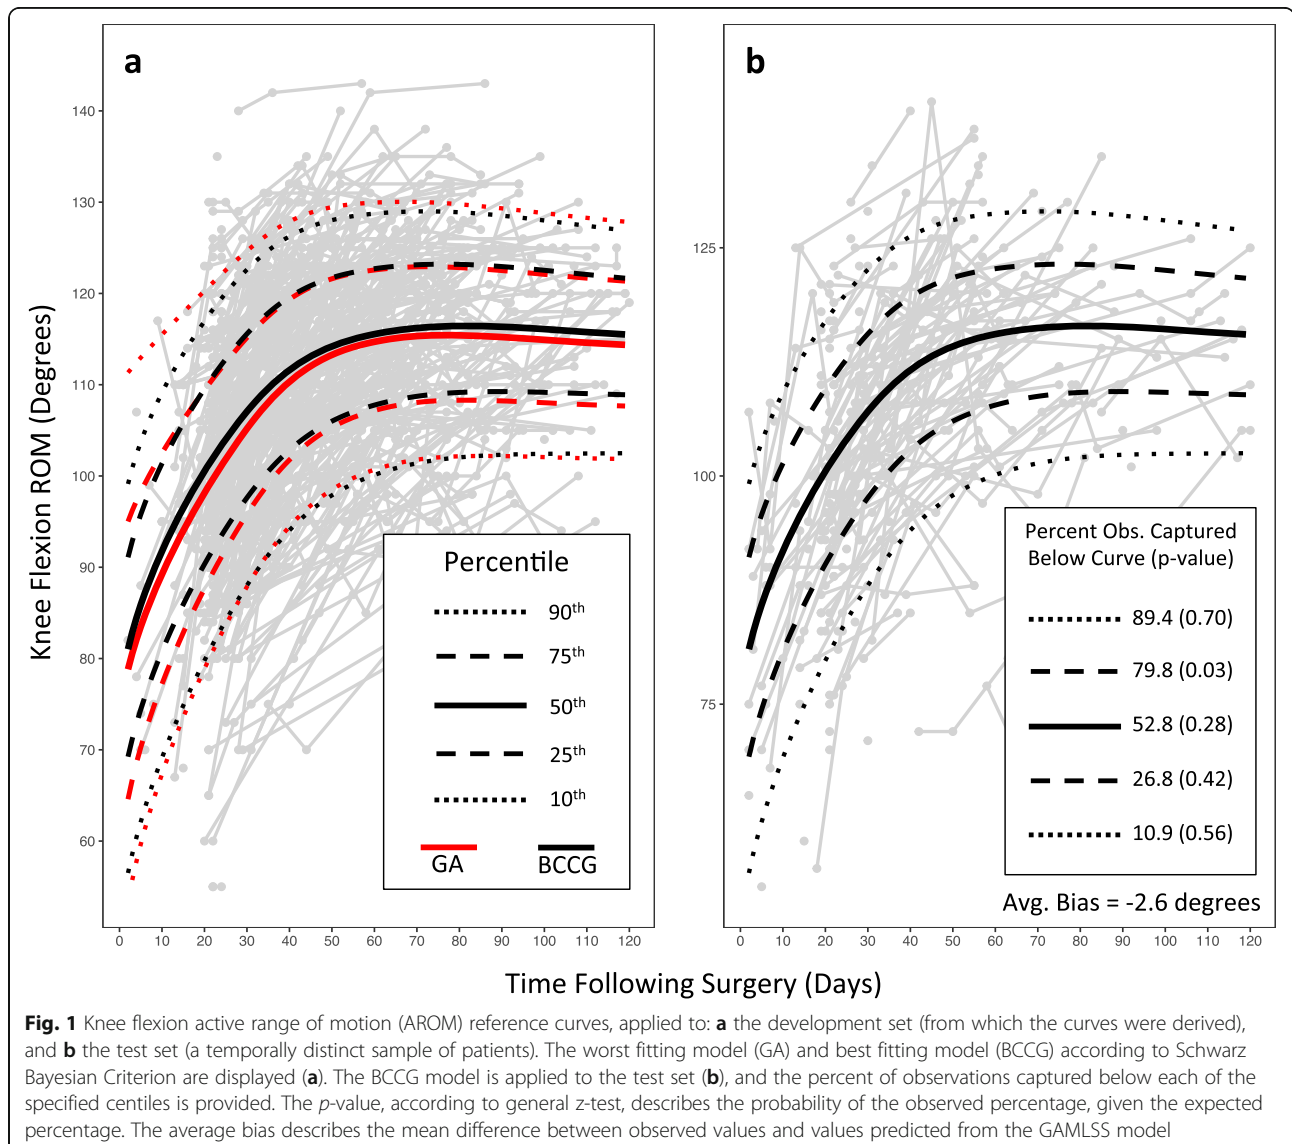 a
b
Knee Flexion ROM (Degrees)
140
130
120
110
100
90
80
70
60
125
100
75
Percentile
90th
75th
50th
25th
10th
GA
BCCG
Percent Obs. Captured
Below Curve (p-value)
89.4 (0.70)
79.8 (0.03)
52.8 (0.28)
26.8 (0.42)
10.9 (0.56)
Avg. Bias = -2.6 degrees
0 10 20 30 40 50 60 70 80 90 100 110 120
0 10 20 30 40 50 60 70 80 90 100 110 120
Time Following Surgery (Days)
Fig. 1 Knee flexion active range of motion (AROM) reference curves, applied to: a the development set (from which the curves were derived),
and b the test set (a temporally distinct sample of patients). The worst fitting model (GA) and best fitting model (BCCG) according to Schwarz
Bayesian Criterion are displayed (a). The BCCG model is applied to the test set (b), and the percent of observations captured below each of the
specified centiles is provided. The p-value, according to general z-test, describes the probability of the observed percentage, given the expected
percentage. The average bias describes the mean difference between observed values and values predicted from the GAMLSS model